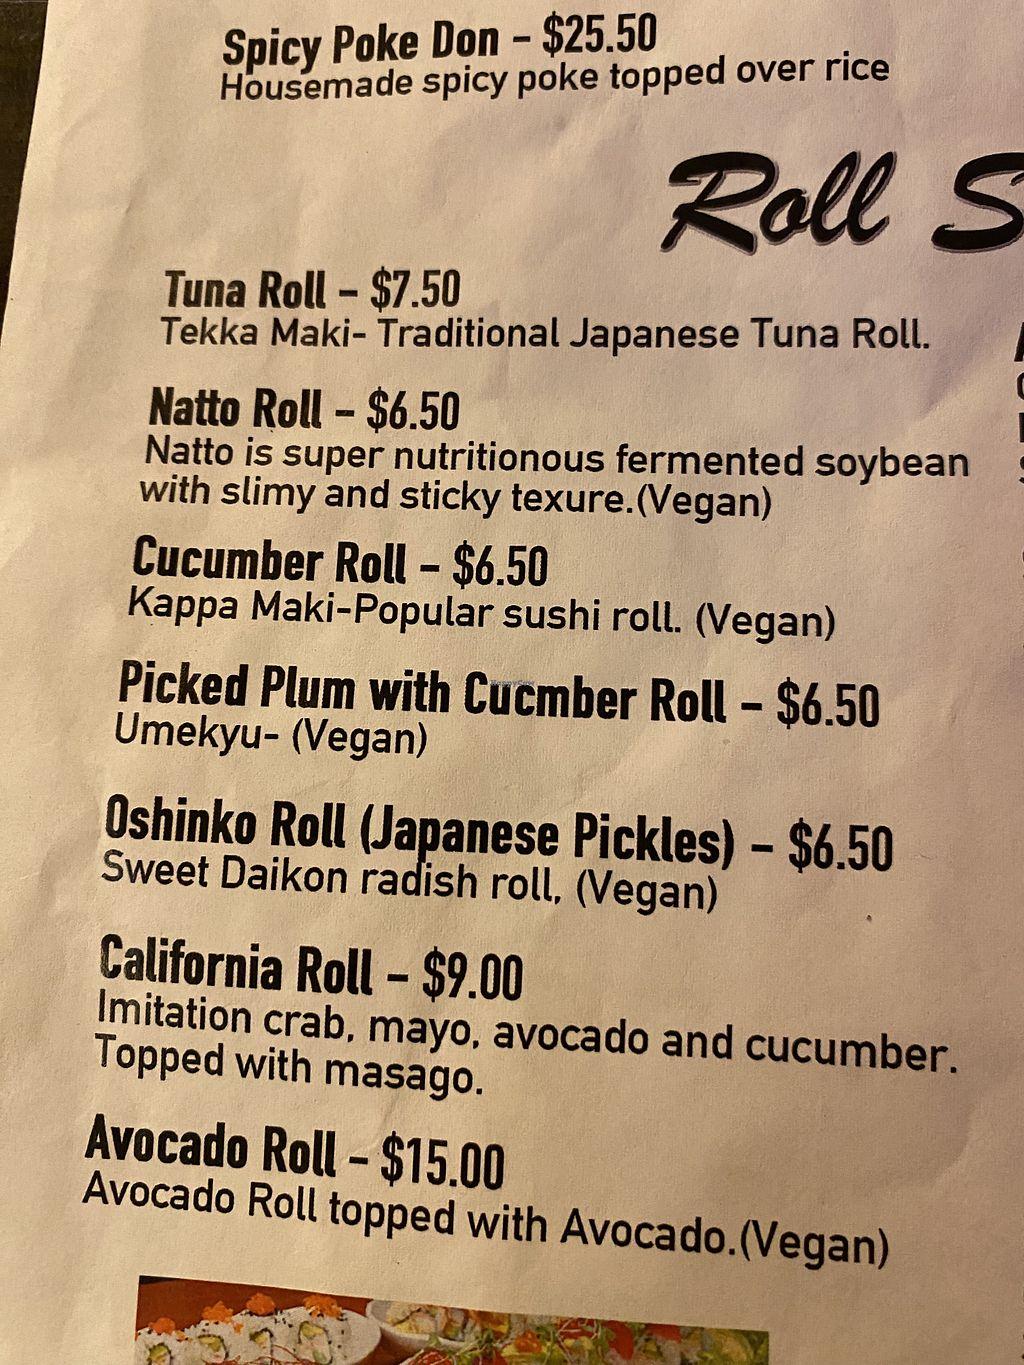 Spicy Poke Don - $25.50
Housemade spicy poke topped over rice
Roll S
Tuna Roll - $7.50
Tekka Maki- Traditional Japanese Tuna Roll.
Natto Roll - $6.50
Natto is super nutritionous fermented soybean
with slimy and sticky texure.(Vegan)
Cucumber Roll - $6.50
Kappa Maki-Popular sushi roll. (Vegan)
Picked Plum with Cucmber Roll - $6.50
Umekyu- (Vegan)
Oshinko Roll (Japanese Pickles) - $6.50
Sweet Daikon radish roll, (Vegan)
California Roll - $9.00
Imitation crab, mayo, avocado and cucumber.
Topped with masago.
Avocado Roll - $15.00
Avocado Roll topped with Avocado.(Vegan)